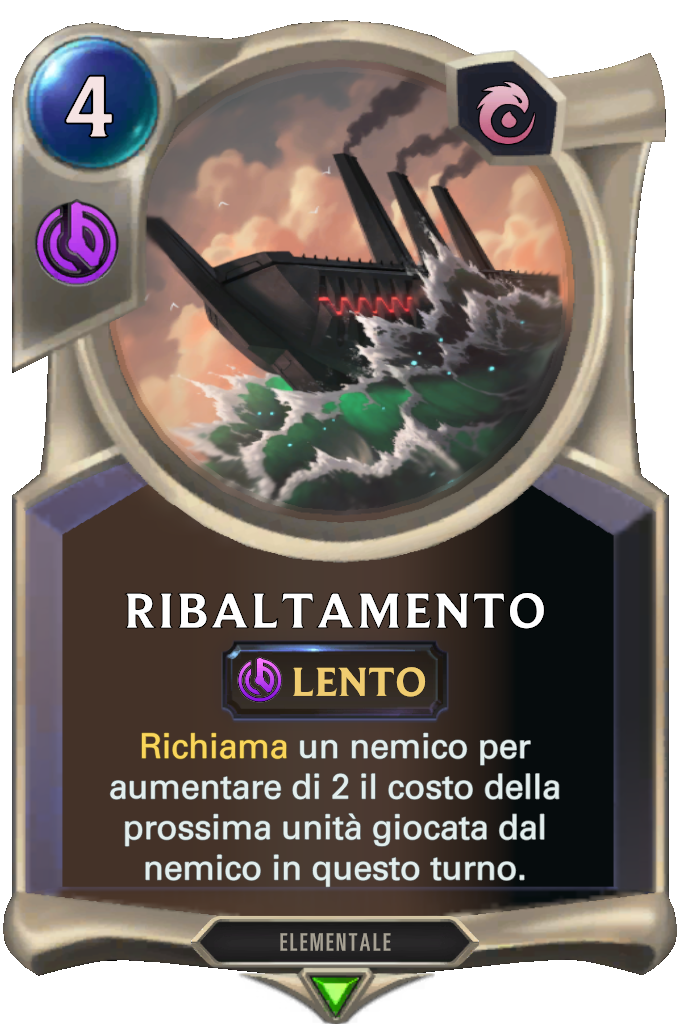 4
RIBALTAMENTO
LENTO
Richiama un nemico per
aumentare di 2 il costo della
prossima unità giocata dal
nemico in questo turno.
ELEMENTALE